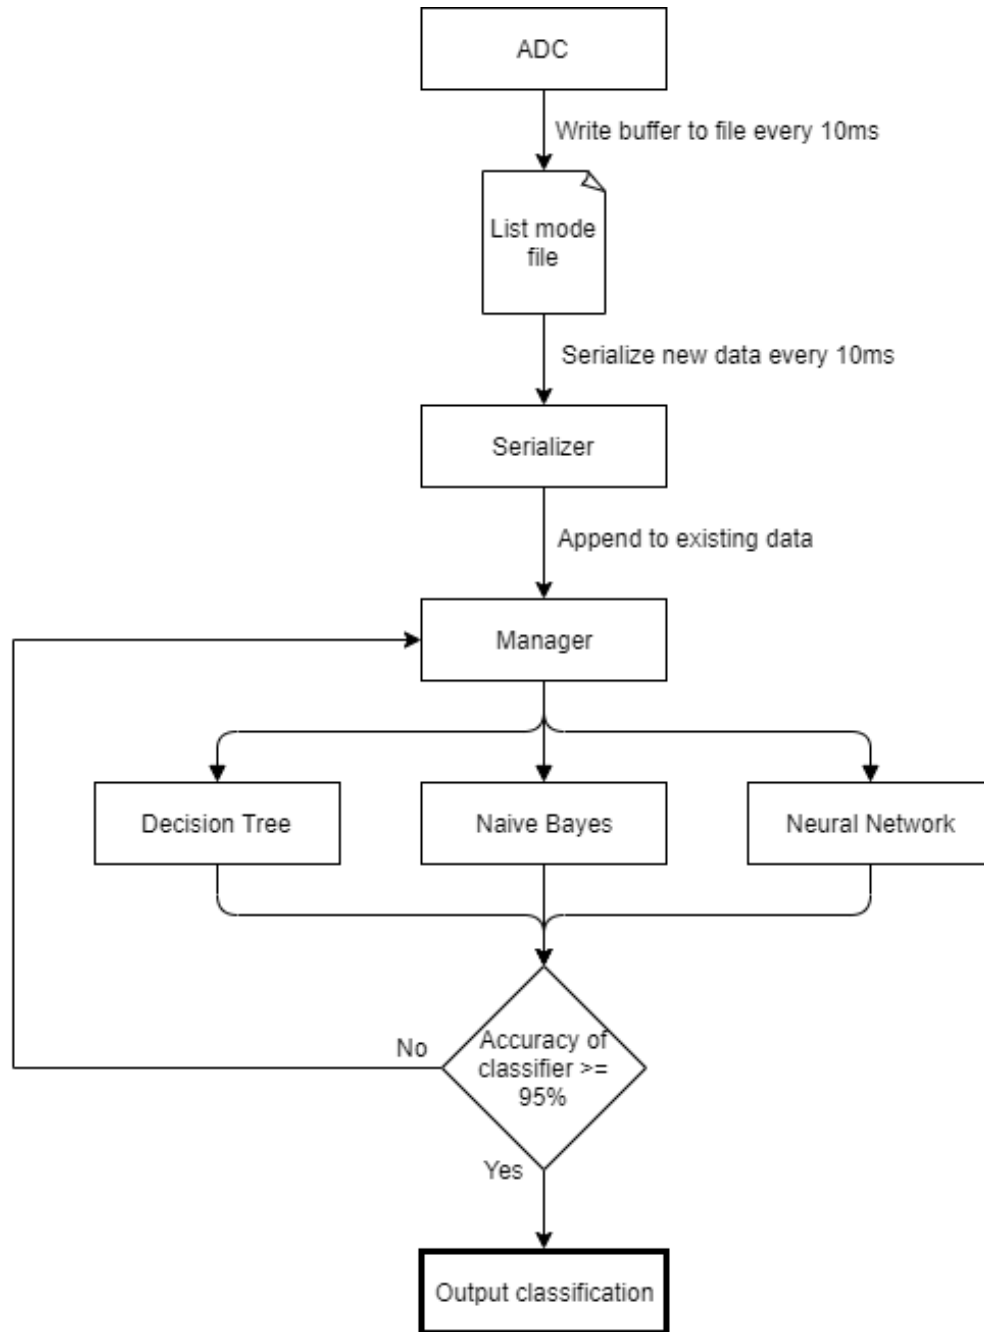 ADC
Write buffer to file every 10ms
List mode
file
Serialize new data every 10ms
Serializer
Append to existing data
Manager
Decision Tree
Naive Bayes
Neural Network
Accuracy of
classifier >=
95%
No
Yes
Output classification